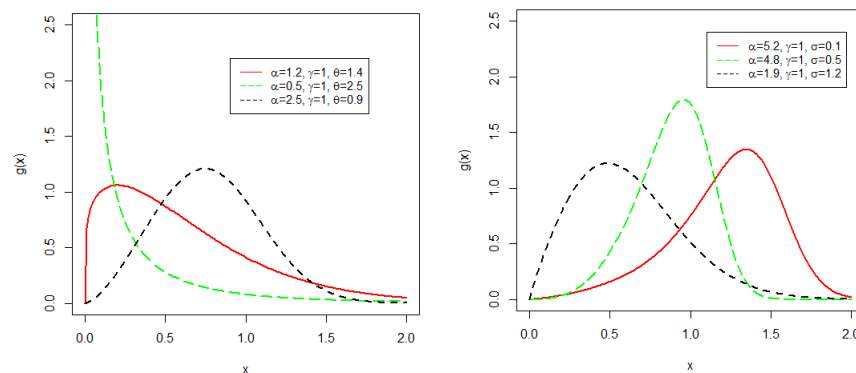 α=1.2, γ=1, θ=1.4
α=0.5, γ=1, θ=2.5
α=2.5, γ=1, θ=0.9
g(x)
0.0 0.5 1.0 1.5 2.0 2.5
0.0 0.5 1.0 1.5 2.0
x
α=5.2, γ=1, σ=0.1
α=4.8, γ=1, σ=0.5
α=1.9, γ=1, σ=1.2
g(x)
0.0 0.5 1.0 1.5 2.0 2.5
0.0 0.5 1.0 1.5 2.0
x